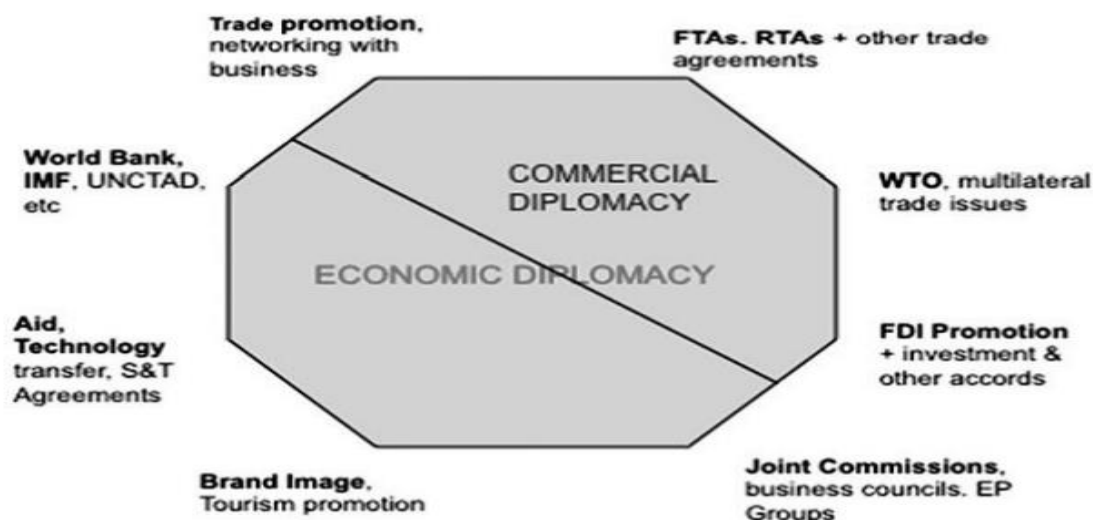 Trade promotion,
networking with
business
FTAs. RTAs + other trade
agreements
World Bank,
IMF, UNCTAD,
etc
COMMERCIAL
DIPLOMACY
WTO, multilateral
trade issues
ECONOMIC DIPLOMACY
Aid,
Technology
transfer, S&T
Agreements
FDI Promotion
+ investment &
other accords
Brand Image,
Tourism promotion
Joint Commissions,
business councils. EP
Groups